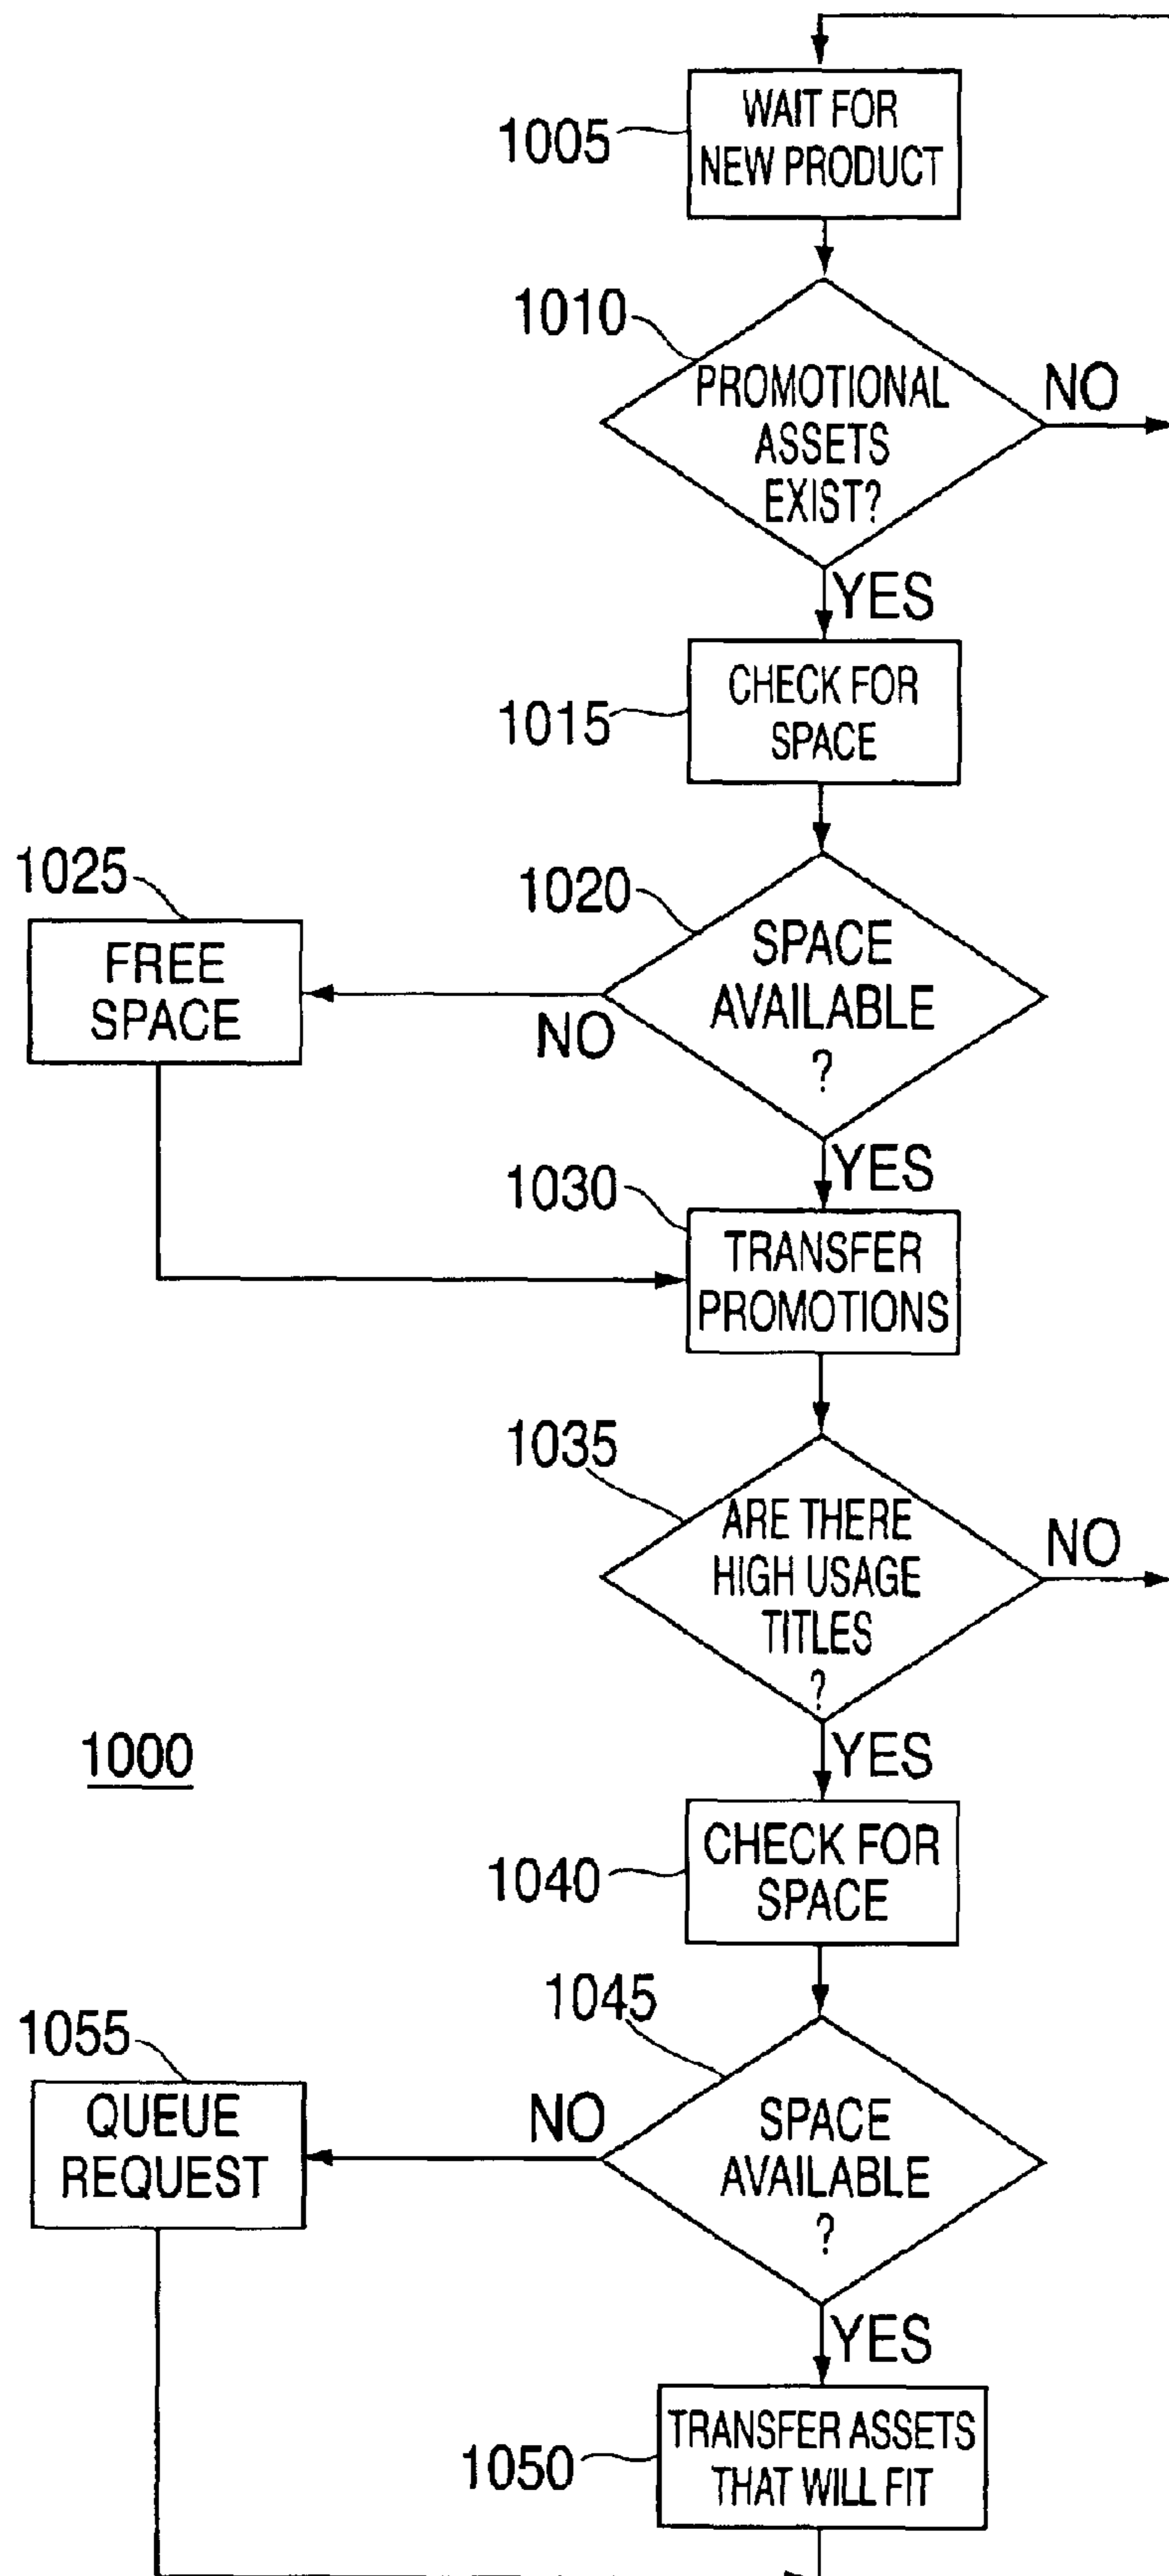 1005
WAIT FOR
NEW PRODUCT
1010
PROMOTIONAL
ASSETS
EXIST?
NO
YES
1015
CHECK FOR
SPACE
1025
FREE
SPACE
1020
SPACE
AVAILABLE
?
NO
YES
1030
TRANSFER
PROMOTIONS
1035
ARE THERE
HIGH USAGE
TITLES
?
NO
YES
1000
1040
CHECK FOR
SPACE
1045
SPACE
AVAILABLE
?
NO
1055
QUEUE
REQUEST
YES
1050
TRANSFER ASSETS
THAT WILL FIT